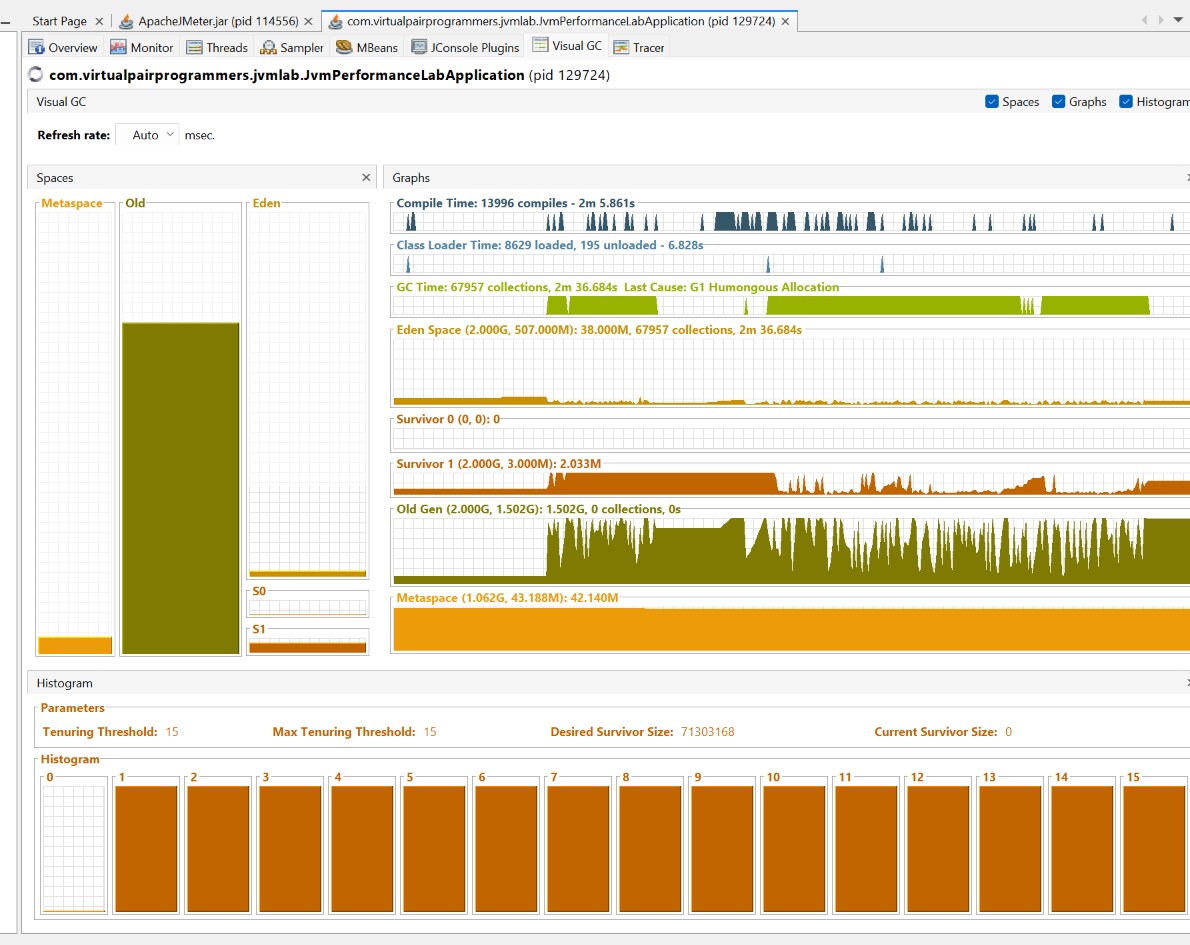 Start Page ApacheJMeter.jar (pid 114556) com.virtualpairprogrammers.jvmlab.JvmPerformanceLabApplication (pid 129724)
Overview Monitor Threads Sampler MBeans JConsole Plugins Visual GC Tracer
com.virtualpairprogrammers.jvmlab.JvmPerformanceLabApplication (pid 129724)
Visual GC Spaces Graphs Histogram
Refresh rate: Auto msec.
Spaces
Metaspace Old Eden
S0
S1
Graphs
Compile Time: 13996 compiles - 2m 5.861s
Class Loader Time: 8629 loaded, 195 unloaded - 6.828s
GC Time: 67957 collections, 2m 36.684s Last Cause: G1 Humongous Allocation
Eden Space (2.000G, 507.000M): 38.000M, 67957 collections, 2m 36.684s
Survivor 0 (0, 0): 0
Survivor 1 (2.000G, 3.000M): 2.033M
Old Gen (2.000G, 1.502G): 1.502G, 0 collections, 0s
Metaspace (1.062G, 43.188M): 42.140M
Histogram
Parameters
Tenuring Threshold: 15 Max Tenuring Threshold: 15 Desired Survivor Size: 71303168 Current Survivor Size: 0
Histogram
0 1 2 3 4 5 6 7 8 9 10 11 12 13 14 15